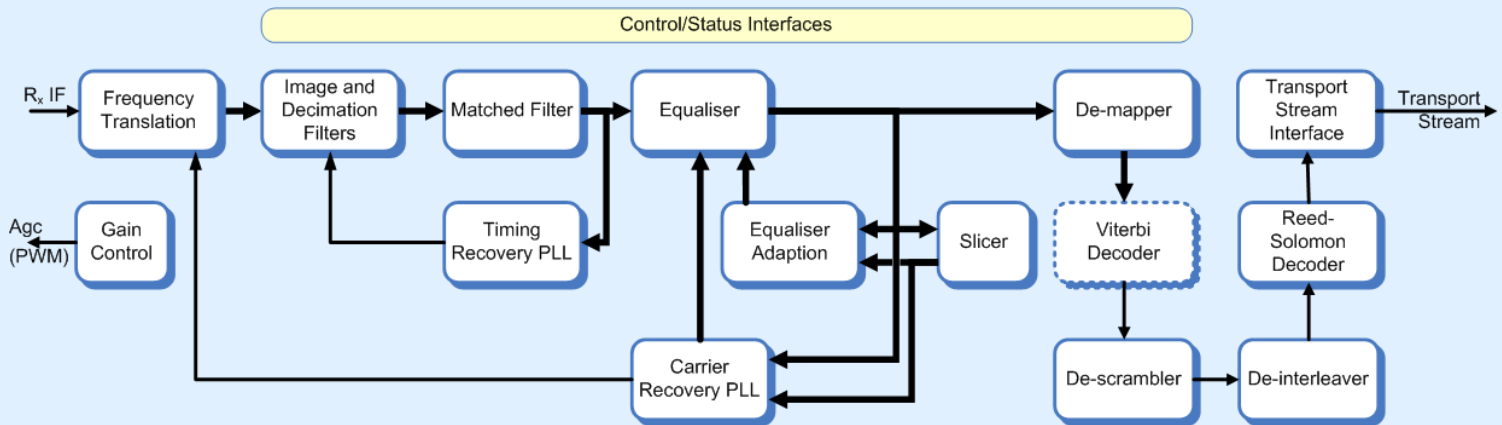 Control/Status Interfaces
Rx IF
Frequency
Translation
Image and
Decimation
Filters
Matched Filter
Equaliser
De-mapper
Transport
Stream
Interface
Transport
Stream
Agc
(PWM)
Gain
Control
Timing
Recovery PLL
Equaliser
Adaption
Slicer
Viterbi
Decoder
Reed-
Solomon
Decoder
Carrier
Recovery PLL
De-scrambler
De-interleaver